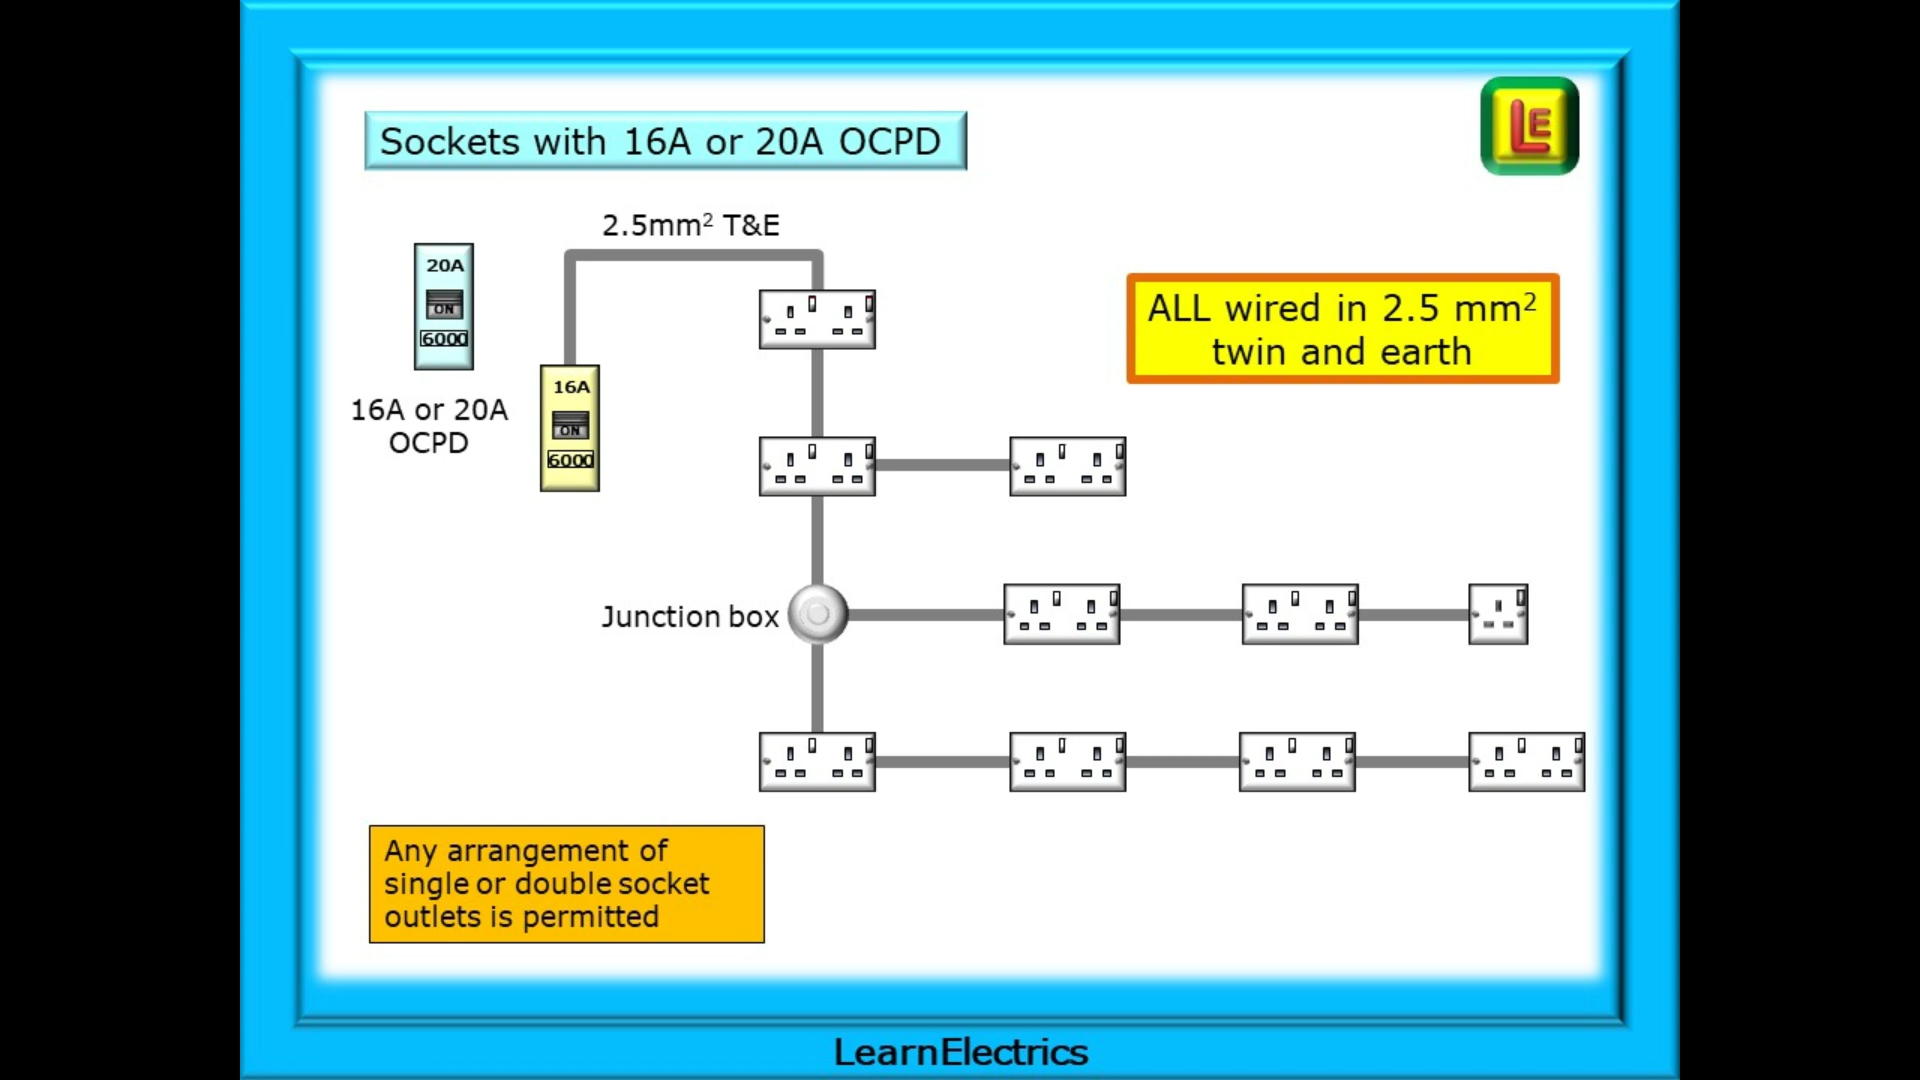 Sockets with 16A or 20A OCPD
LE
2.5mm² T&E
20A
ON
6000
16A or 20A
OCPD
16A
ON
6000
ALL wired in 2.5 mm²
twin and earth
Junction box
Any arrangement of
single or double socket
outlets is permitted
LearnElectrics